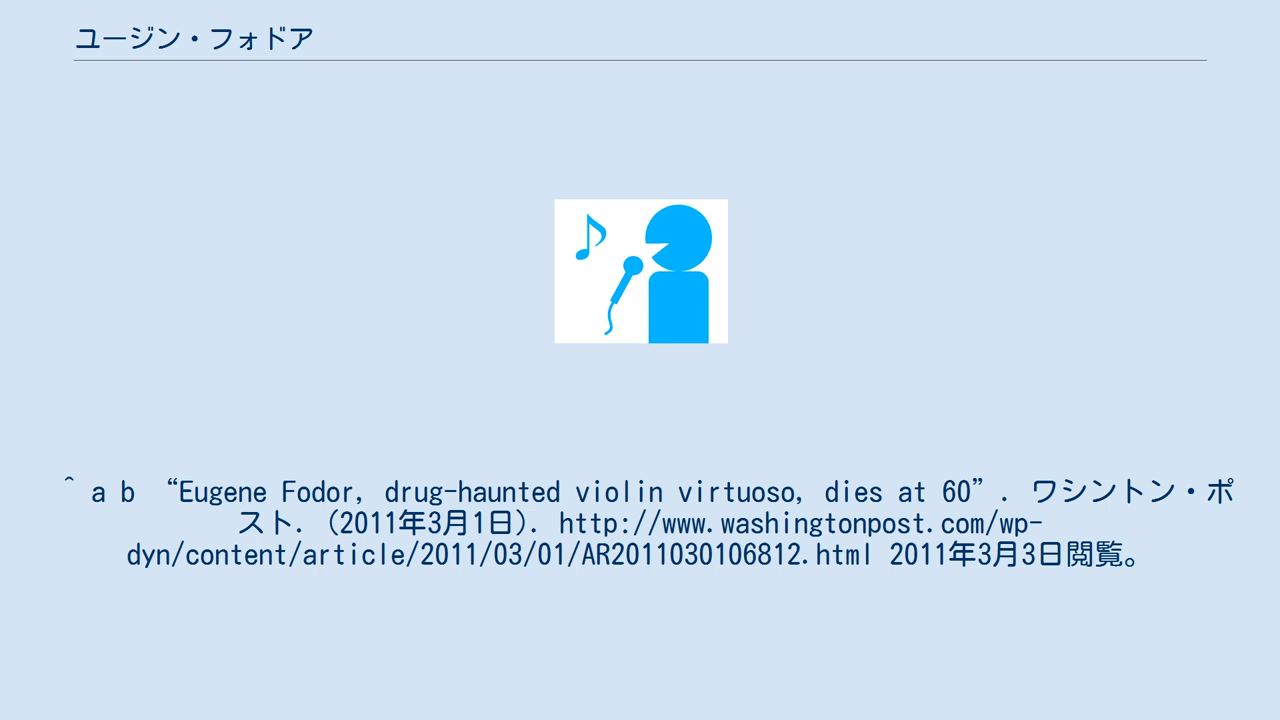 ユージン・フォドア
^ a b “Eugene Fodor, drug-haunted violin virtuoso, dies at 60”. ワシントン・ポ
スト. (2011年3月1日). http://www.washingtonpost.com/wp-
dyn/content/article/2011/03/01/AR2011030106812.html 2011年3月3日閲覧。